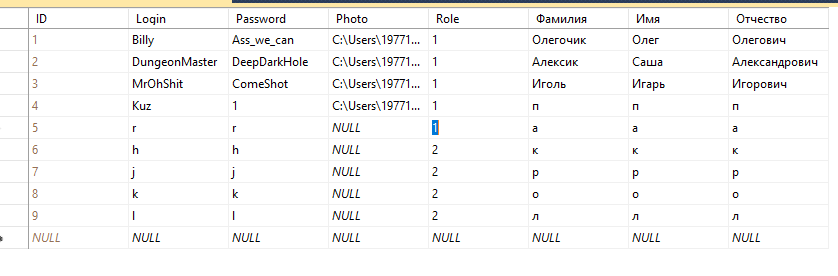 ID Login Password Photo Role Фамилия Имя Отчество
1 Billy Ass_we_can C:\Users\19771... 1 Олегочик Олег Олегович
2 DungeonMaster DeepDarkHole C:\Users\19771... 1 Алексик Саша Александрович
3 MrOhShit ComeShot C:\Users\19771... 1 Иголь Игарь Игорович
4 Kuz 1 C:\Users\19771... 1 п п п
5 r r NULL 1 а а а
6 h h NULL 2 к к к
7 j j NULL 2 р р р
8 k k NULL 2 о о о
9 l l NULL 2 л л л
NULL NULL NULL NULL NULL NULL NULL NULL